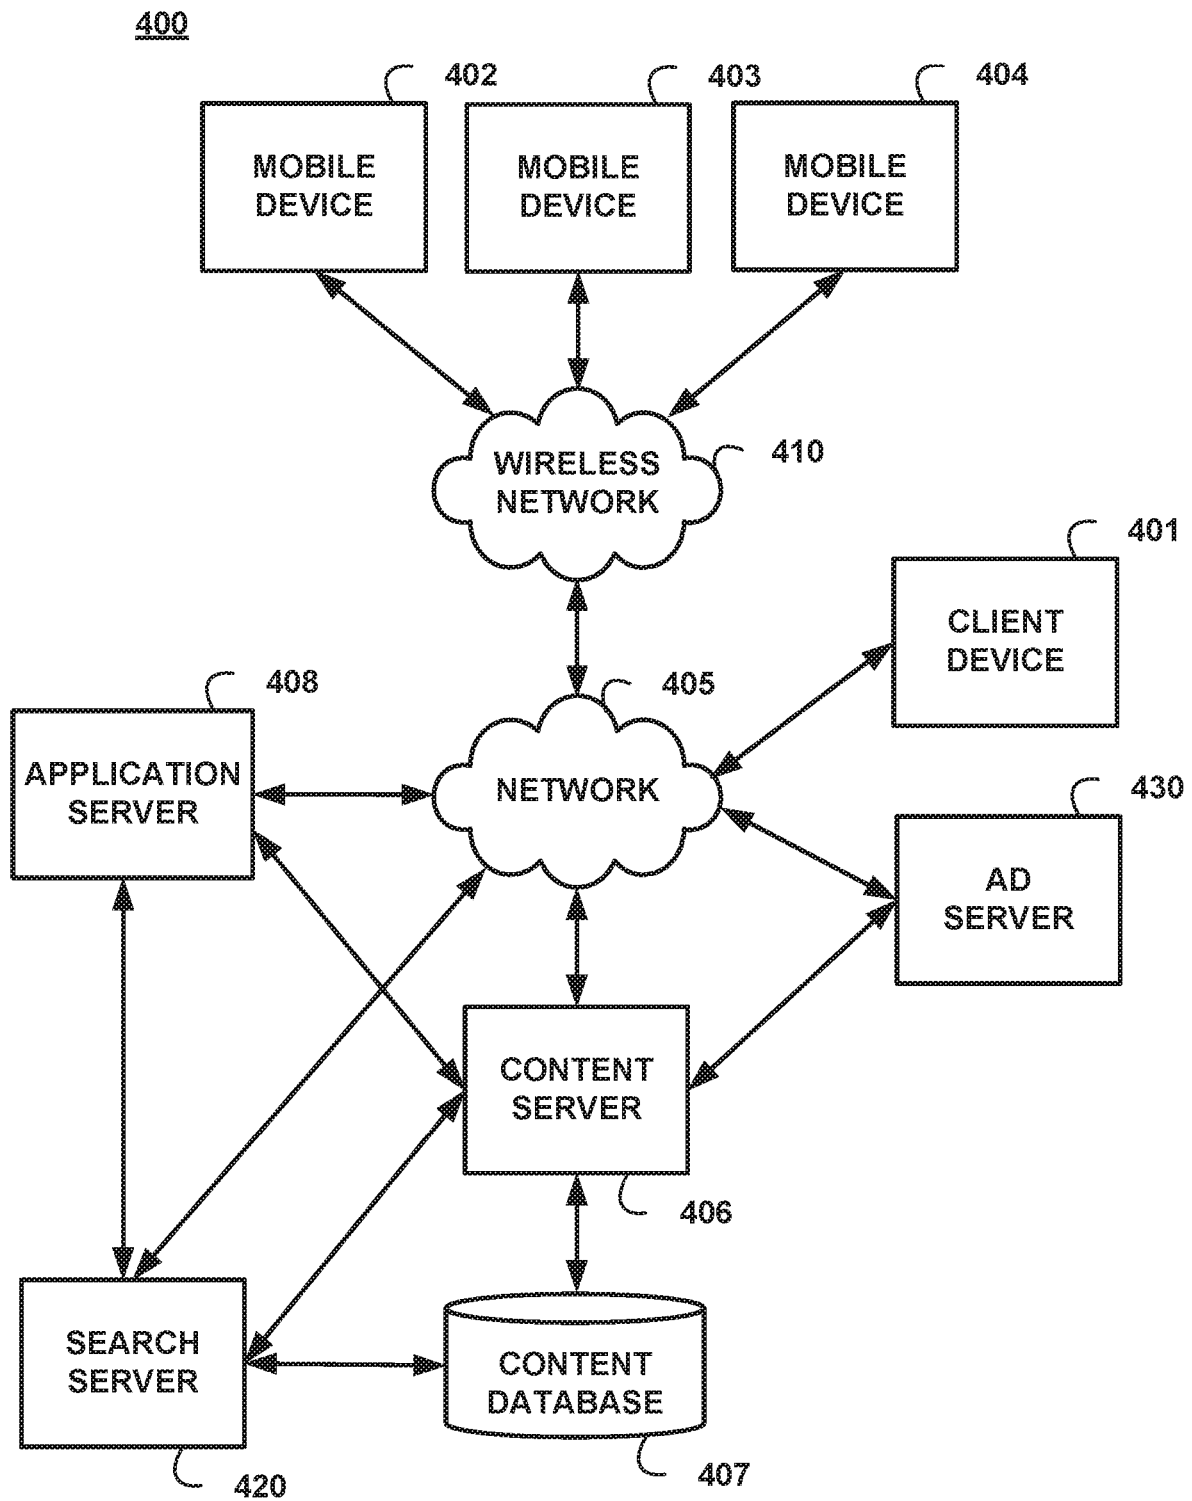 400
402
403
404
MOBILE
DEVICE
MOBILE
DEVICE
MOBILE
DEVICE
WIRELESS
NETWORK
410
401
CLIENT
DEVICE
408
405
APPLICATION
SERVER
NETWORK
430
AD
SERVER
CONTENT
SERVER
406
SEARCH
SERVER
CONTENT
DATABASE
420
407